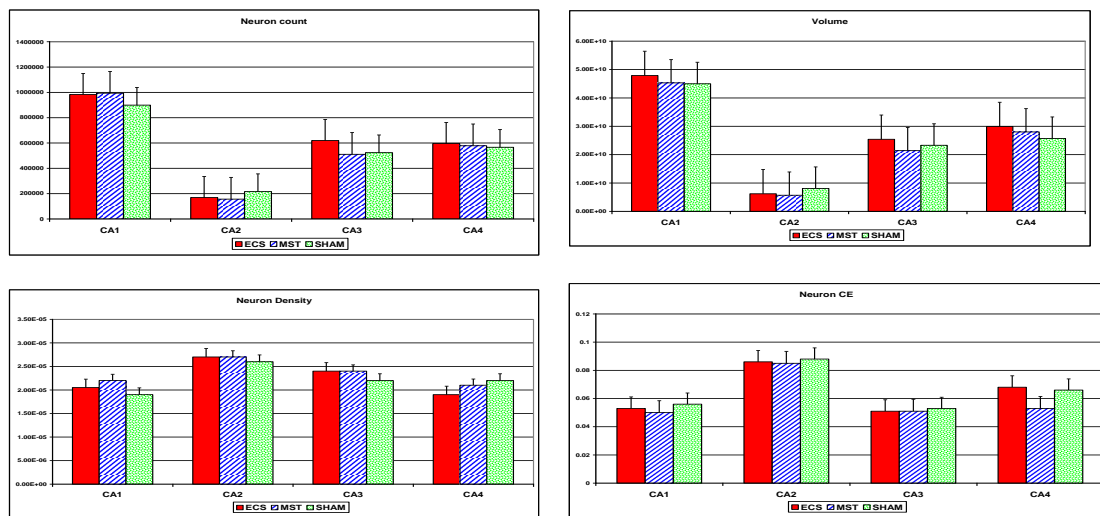 Neuron count
1400000
1200000
1000000
800000
600000
400000
200000
0
CA1 CA2 CA3 CA4
ECS MST SHAM
Volume
6.00E+10
5.00E+10
4.00E+10
3.00E+10
2.00E+10
1.00E+10
0.00E+00
CA1 CA2 CA3 CA4
ECS MST SHAM
Neuron Density
3.50E-05
3.00E-05
2.50E-05
2.00E-05
1.50E-05
1.00E-05
5.00E-06
0.00E+00
CA1 CA2 CA3 CA4
ECS MST SHAM
Neuron CE
0.12
0.1
0.08
0.06
0.04
0.02
0
CA1 CA2 CA3 CA4
ECS MST SHAM